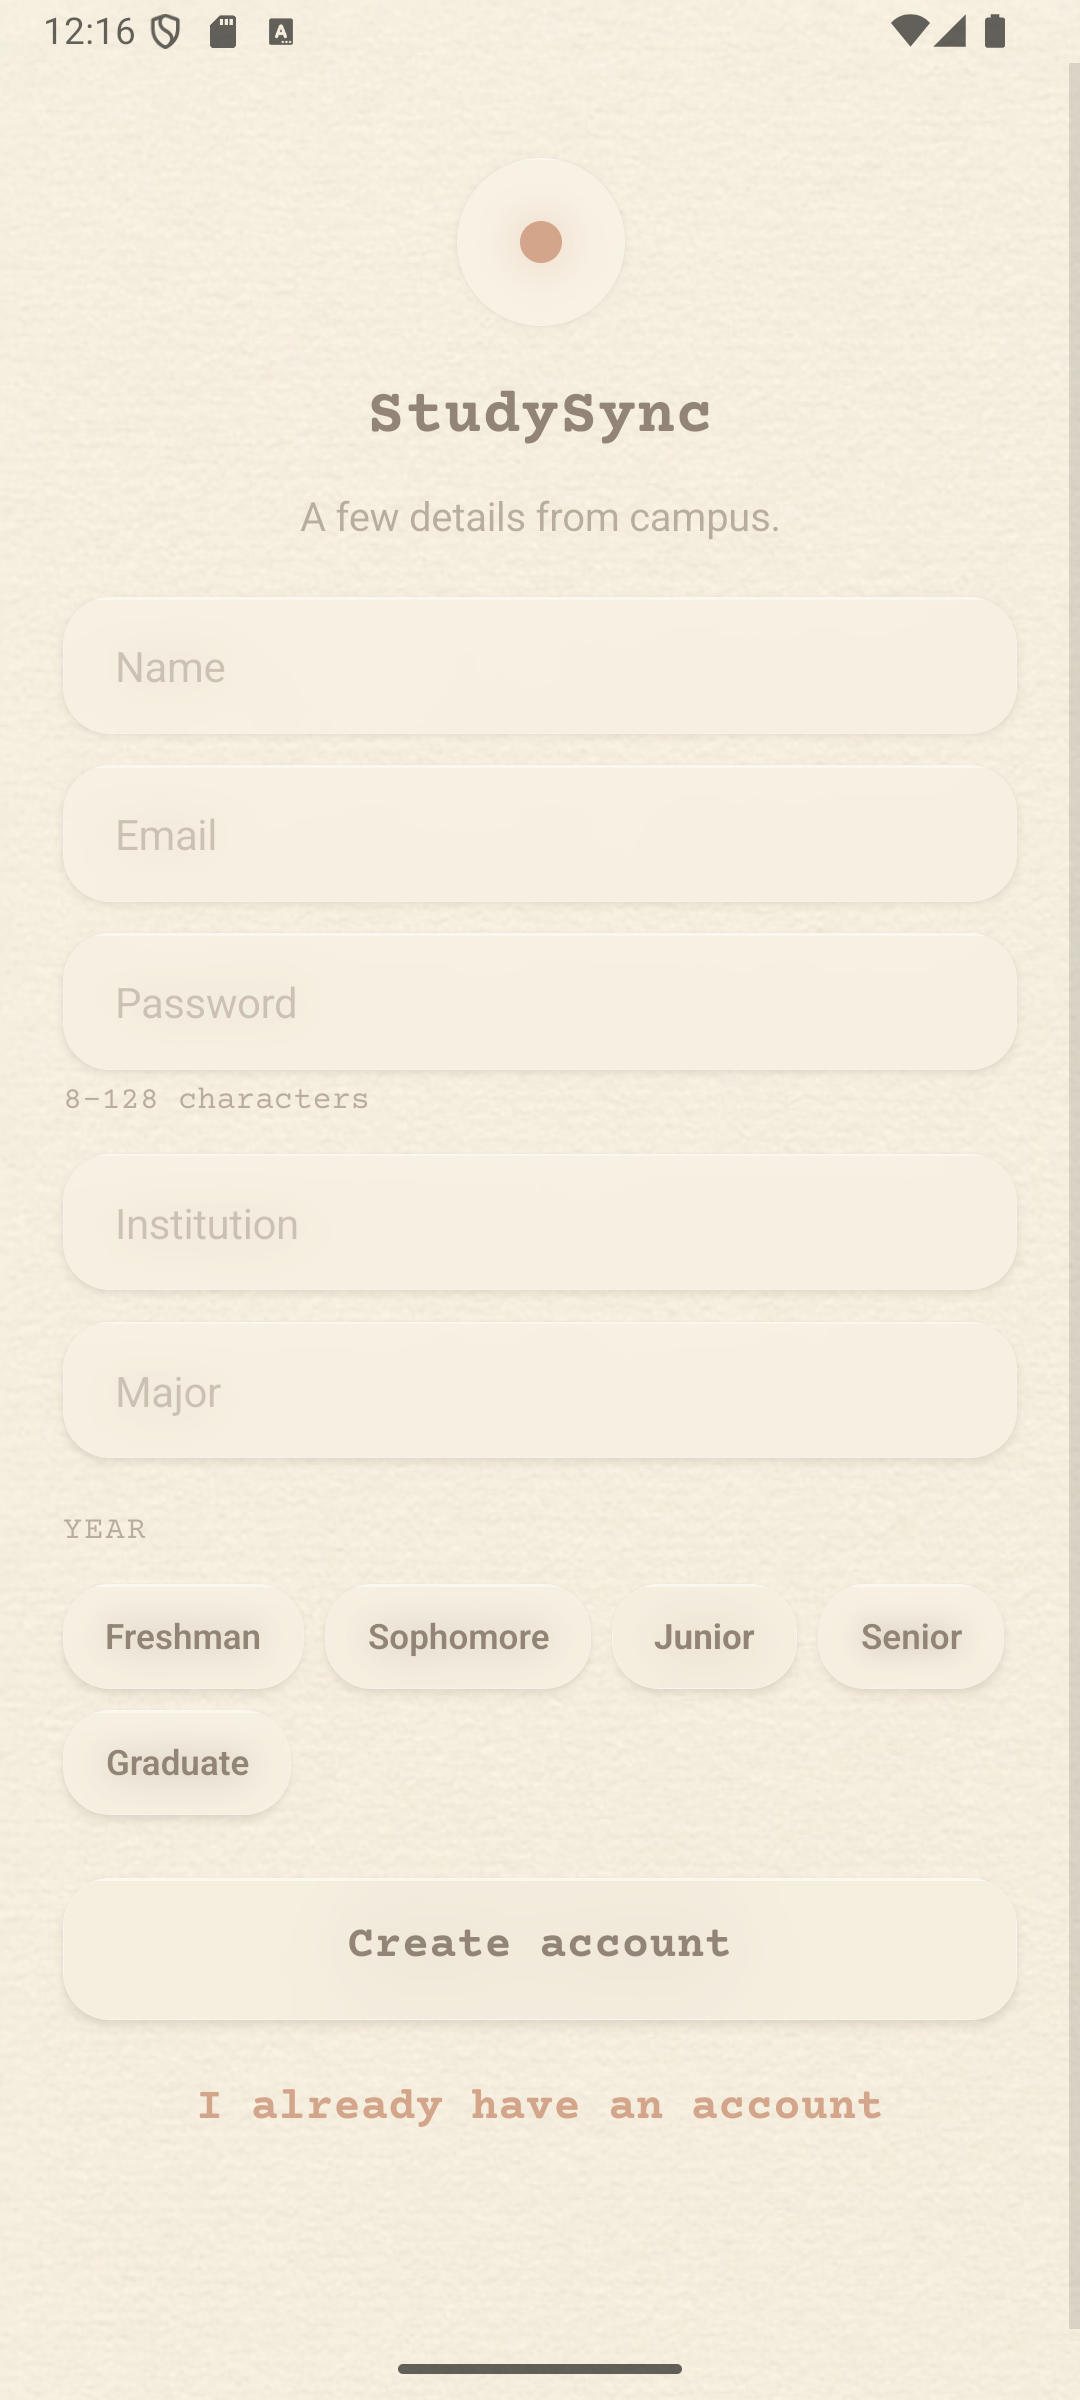 12:16
StudySync
A few details from campus.
Name
Email
Password
8-128 characters
Institution
Major
YEAR
Freshman Sophomore Junior Senior
Graduate
Create account
I already have an account